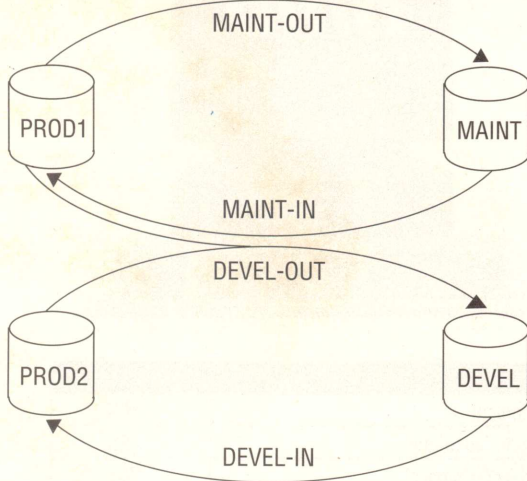 MAINT-OUT
PROD1
MAINT
MAINT-IN
DEVEL-OUT
PROD2
DEVEL
DEVEL-IN